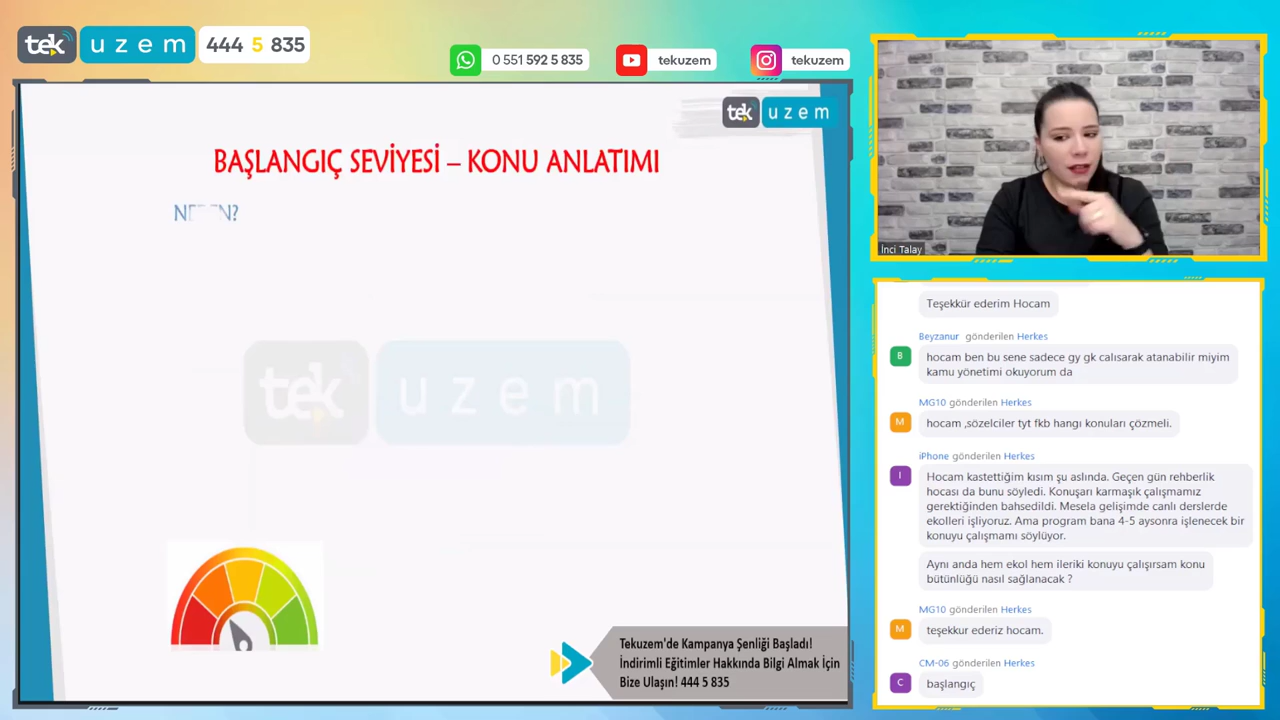 tek uzem 444 5 835
0 551 592 5 835
tekuzem
tekuzem
tek uzem
BAŞLANGIÇ SEVİYESİ – KONU ANLATIMI
NEDEN?
tek uzem
Tekuzem'de Kampanya Şenliği Başladı!
İndirimli Eğitimler Hakkında Bilgi Almak İçin
Bize Ulaşın! 444 5 835
İnci Talay
Teşekkür ederim Hocam
Beyzanur gönderilen Herkes
B
hocam ben bu sene sadece gy gk calısarak atanabilir miyim
kamu yönetimi okuyorum da
MG10 gönderilen Herkes
M
hocam ,sözelciler tyt fkb hangı konuları çözmeli.
iPhone gönderilen Herkes
I
Hocam kastettiğim kısım şu aslında. Geçen gün rehberlik
hocası da bunu söyledi. Konuşarı karmaşık çalışmamız
gerektiğinden bahsedildi. Mesela gelişimde canlı derslerde
ekolleri işliyoruz. Ama program bana 4-5 aysonra işlenecek bir
konuyu çalışmamı söylüyor.
Aynı anda hem ekol hem ileriki konuyu çalışırsam konu
bütünlüğü nasıl sağlanacak ?
MG10 gönderilen Herkes
M
teşekkur ederiz hocam.
CM-06 gönderilen Herkes
C
başlangıç